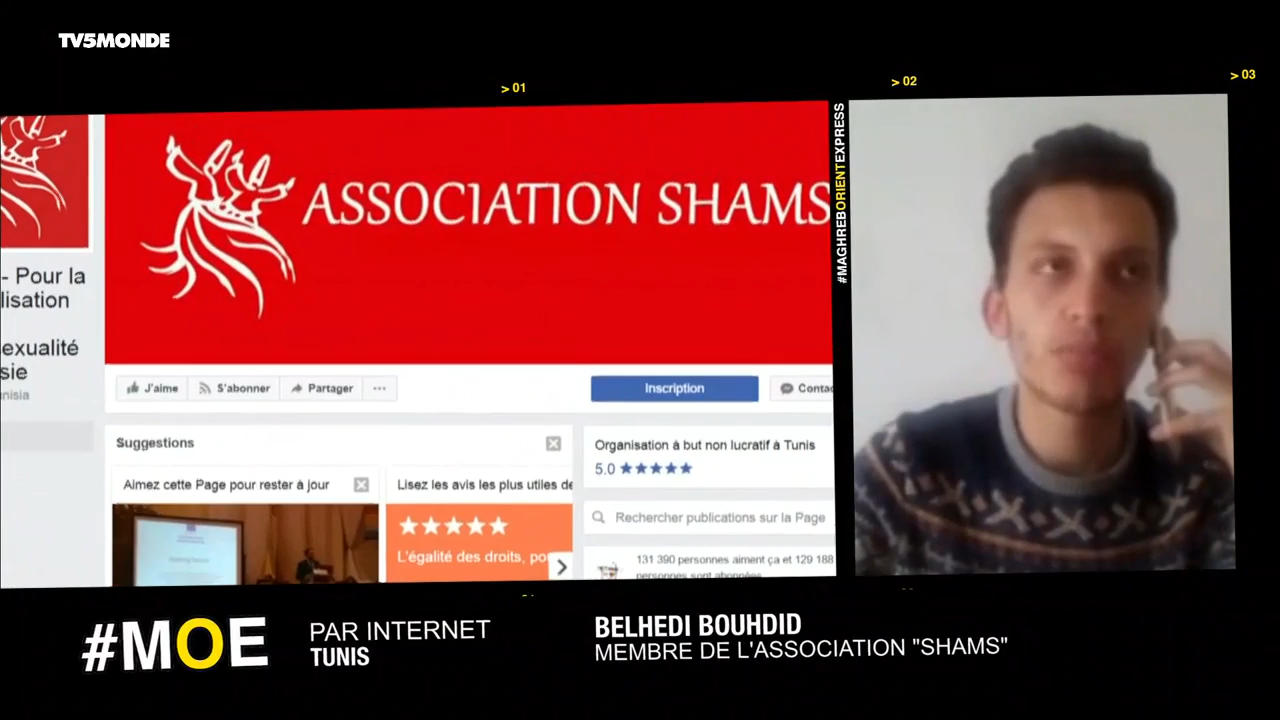 TV5MONDE
> 01
> 02
> 03
#MAGHREBORIENTEXPRESS
ASSOCIATION SHAMS
- Pour la
lisation
exualité
sie
nisia
J'aime
S'abonner
Partager
Inscription
Contac
Suggestions
Aimez cette Page pour rester à jour
Lisez les avis les plus utiles de
L'égalité des droits, pou
Organisation à but non lucratif à Tunis
5.0
Rechercher publications sur la Page
131 390 personnes aiment ça et 129 188
personnes sont abonnées
#MOE
PAR INTERNET
TUNIS
BELHEDI BOUHDID
MEMBRE DE L'ASSOCIATION "SHAMS"